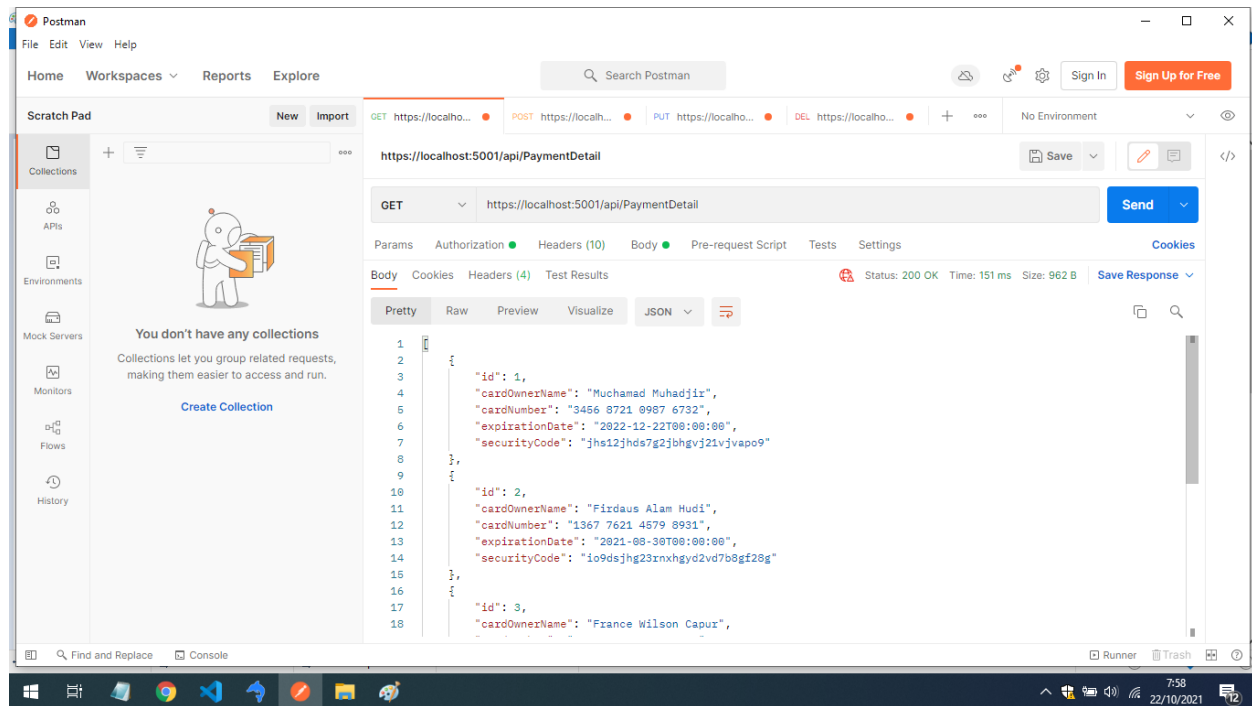 Postman
File Edit View Help
Home Workspaces Reports Explore Search Postman Sign In Sign Up for Free
Scratch Pad New Import GET https://localho... POST https://localh... PUT https://localho... DEL https://localho... No Environment
Collections
APIs
Environments
Mock Servers
Monitors
Flows
History
You don't have any collections
Collections let you group related requests,
making them easier to access and run.
Create Collection
https://localhost:5001/api/PaymentDetail Save
GET https://localhost:5001/api/PaymentDetail Send
Params Authorization Headers (10) Body Pre-request Script Tests Settings Cookies
Body Cookies Headers (4) Test Results Status: 200 OK Time: 151 ms Size: 962 B Save Response
Pretty Raw Preview Visualize JSON
1 [
2 {
3 "id": 1,
4 "cardOwnerName": "Muchamad Muhadjir",
5 "cardNumber": "3456 8721 0987 6732",
6 "expirationDate": "2022-12-22T00:00:00",
7 "securityCode": "jhs12jhds7g2jbhgvj21vjvapo9"
8 },
9 {
10 "id": 2,
11 "cardOwnerName": "Firdaus Alam Hudi",
12 "cardNumber": "1367 7621 4579 8931",
13 "expirationDate": "2021-08-30T00:00:00",
14 "securityCode": "io9dsjhg23rnxhgyd2vd7b8gf28g"
15 },
16 {
17 "id": 3,
18 "cardOwnerName": "France Wilson Capur",
Find and Replace Console Runner Trash
7:58
22/10/2021
12